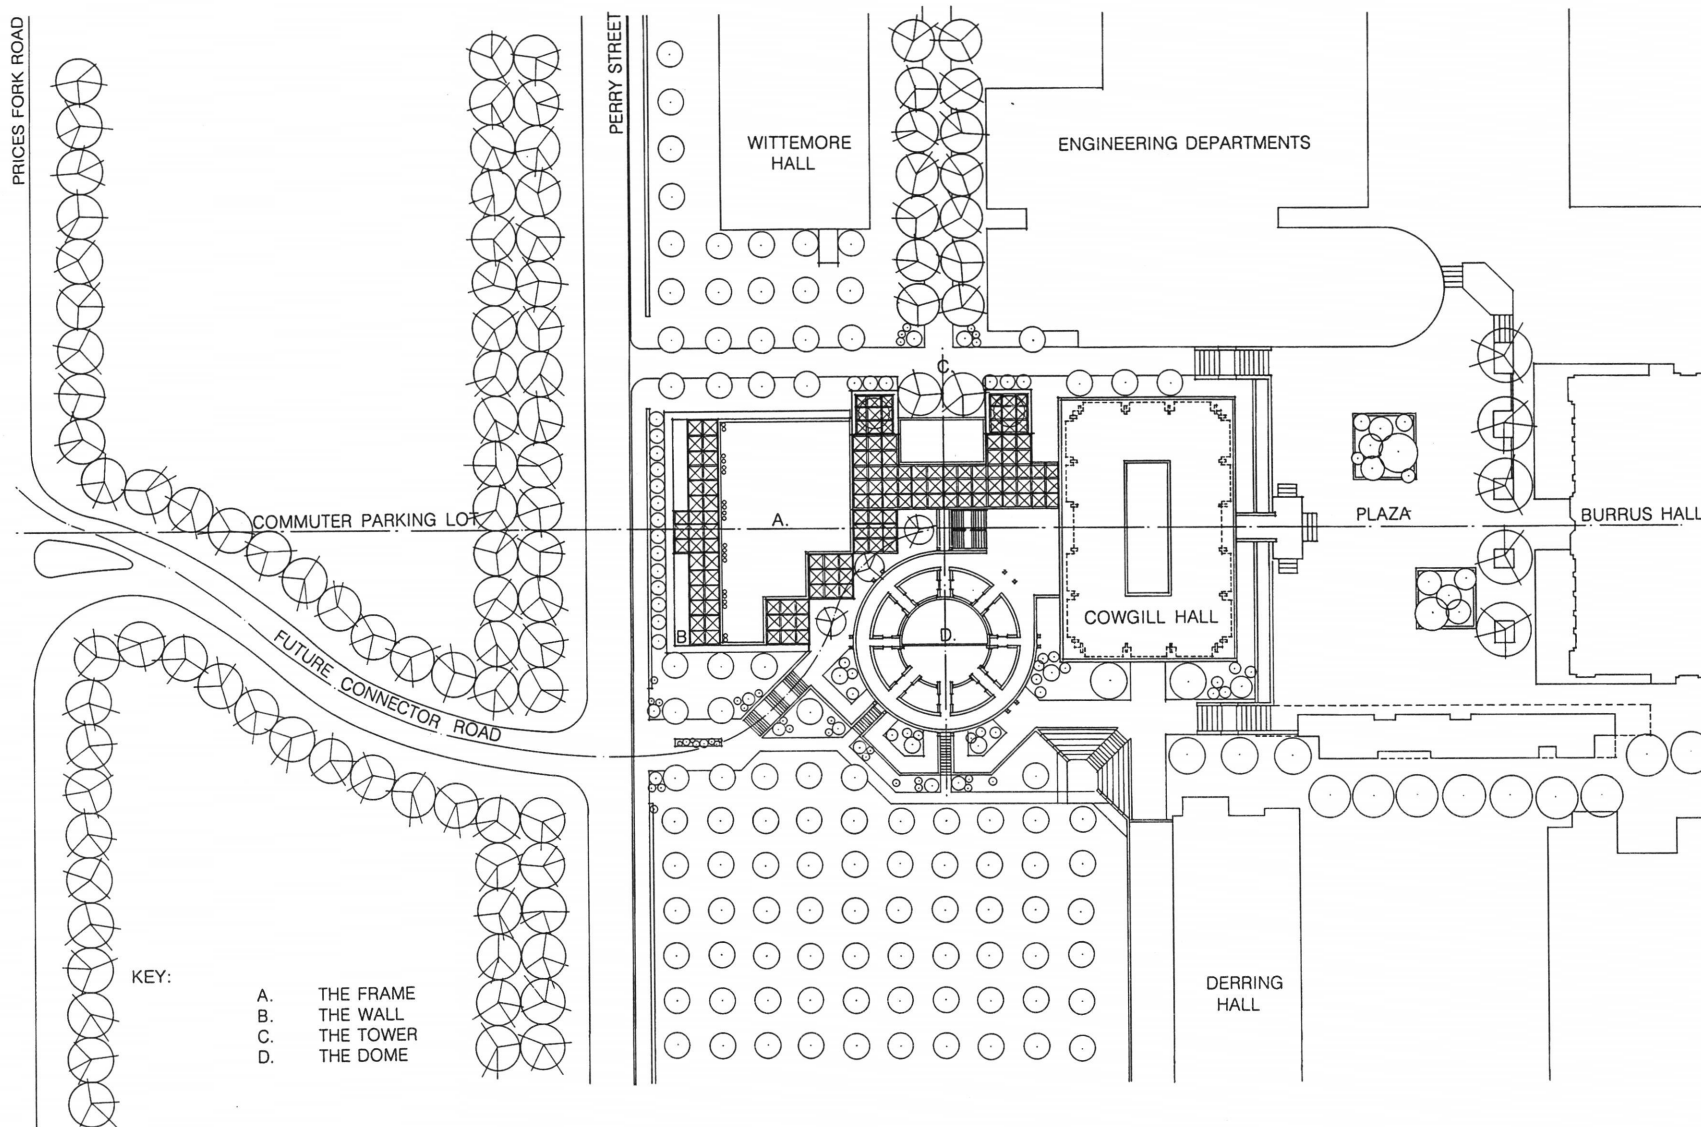 PRICES FORK ROAD
PERRY STREET
WITTEMORE
HALL
ENGINEERING DEPARTMENTS
C.
COMMUTER PARKING LOT
A.
PLAZA
BURRUS HALL
COWGILL HALL
B
D.
FUTURE CONNECTOR ROAD
KEY:
A. THE FRAME
B. THE WALL
C. THE TOWER
D. THE DOME
DERRING
HALL